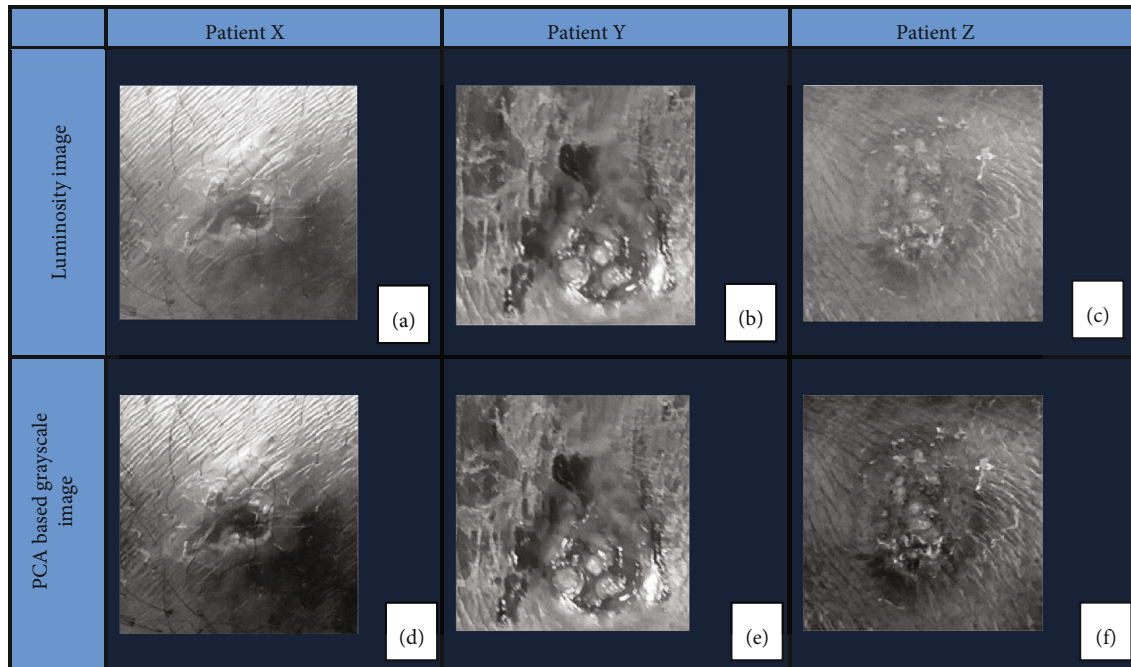 Patient X
Patient Y
Patient Z
Luminosity image
(a)
(b)
(c)
PCA based grayscale
image
(d)
(e)
(f)